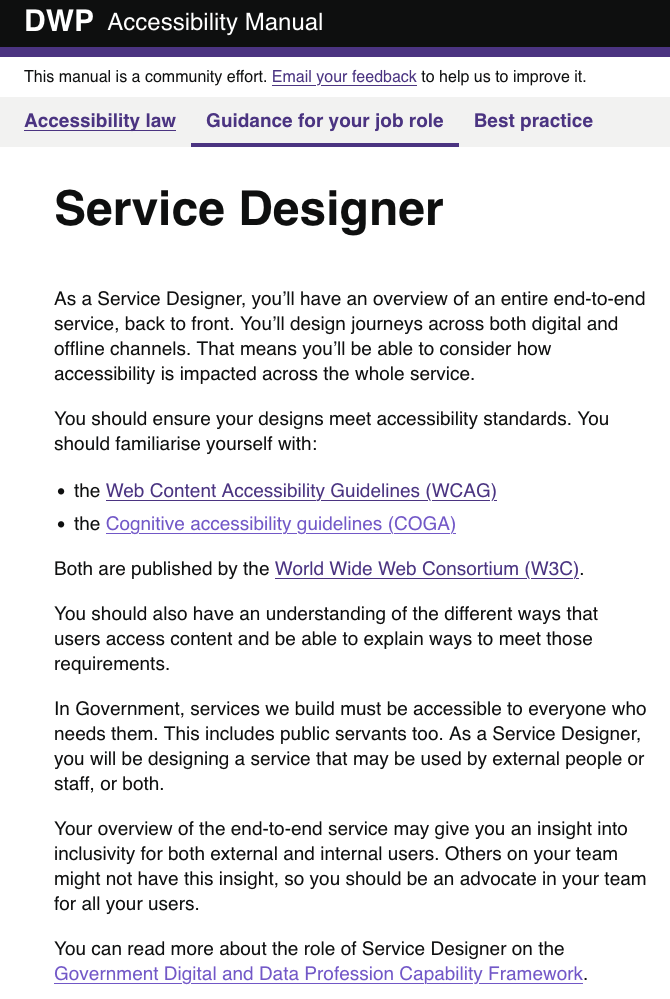 DWP Accessibility Manual
This manual is a community effort. Email your feedback to help us to improve it.
Accessibility law Guidance for your job role Best practice
Service Designer
As a Service Designer, you’ll have an overview of an entire end-to-end
service, back to front. You’ll design journeys across both digital and
offline channels. That means you’ll be able to consider how
accessibility is impacted across the whole service.
You should ensure your designs meet accessibility standards. You
should familiarise yourself with:
• the Web Content Accessibility Guidelines (WCAG)
• the Cognitive accessibility guidelines (COGA)
Both are published by the World Wide Web Consortium (W3C).
You should also have an understanding of the different ways that
users access content and be able to explain ways to meet those
requirements.
In Government, services we build must be accessible to everyone who
needs them. This includes public servants too. As a Service Designer,
you will be designing a service that may be used by external people or
staff, or both.
Your overview of the end-to-end service may give you an insight into
inclusivity for both external and internal users. Others on your team
might not have this insight, so you should be an advocate in your team
for all your users.
You can read more about the role of Service Designer on the
Government Digital and Data Profession Capability Framework.